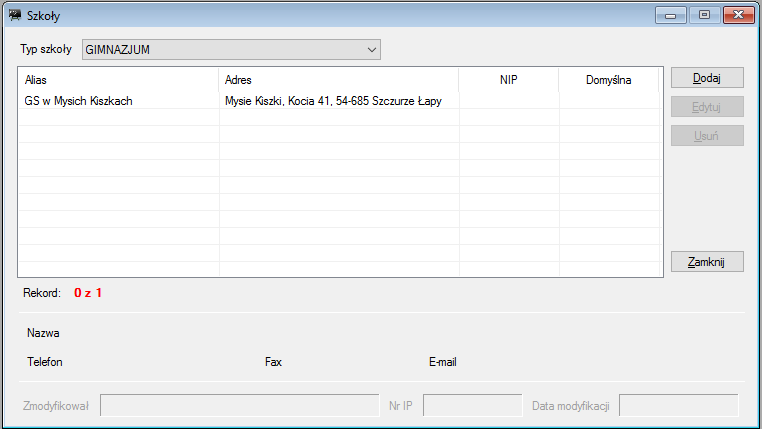 Szkoły
Typ szkoły GIMNAZJUM
Alias Adres NIP Domyślna
GS w Mysich Kiszkach Mysie Kiszki, Kocia 41, 54-685 Szczurze Łapy
Dodaj
Edytuj
Usuń
Zamknij
Rekord: 0 z 1
Nazwa
Telefon Fax E-mail
Zmodyfikował Nr IP Data modyfikacji